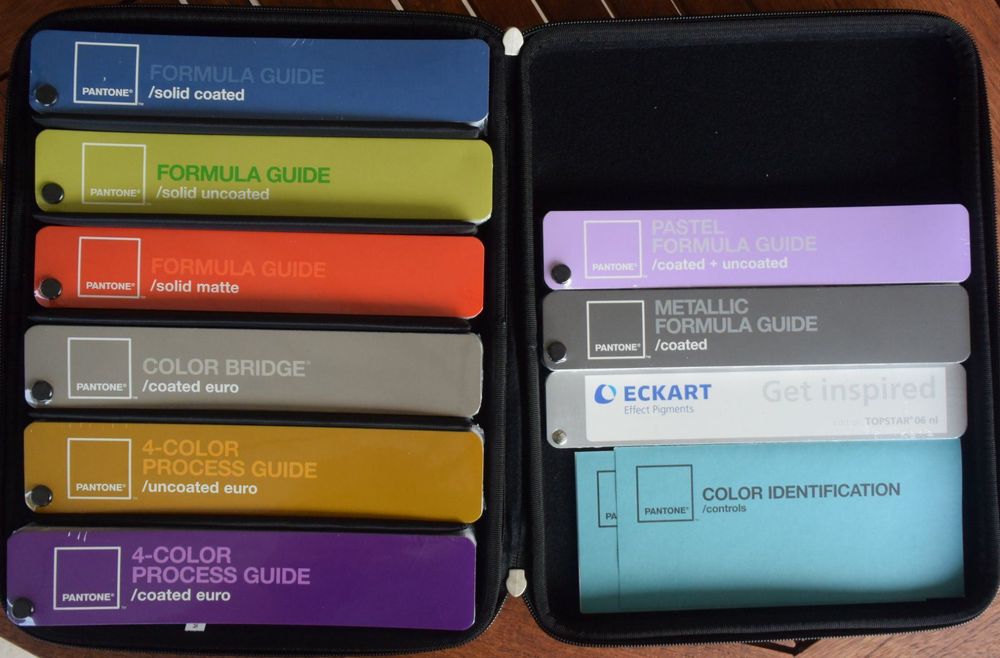 PANTONE®
FORMULA GUIDE
/solid coated
PANTONE®
FORMULA GUIDE
/solid uncoated
PANTONE®
FORMULA GUIDE
/solid matte
PANTONE®
COLOR BRIDGE®
/coated euro
PANTONE®
4-COLOR
PROCESS GUIDE
/uncoated euro
PANTONE®
4-COLOR
PROCESS GUIDE
/coated euro
PANTONE®
PASTEL
FORMULA GUIDE
/coated + uncoated
PANTONE®
METALLIC
FORMULA GUIDE
/coated
ECKART
Effect Pigments
Get inspired
TOPSTAR® 06 nl
PA
PANTONE®
COLOR IDENTIFICATION
/controls